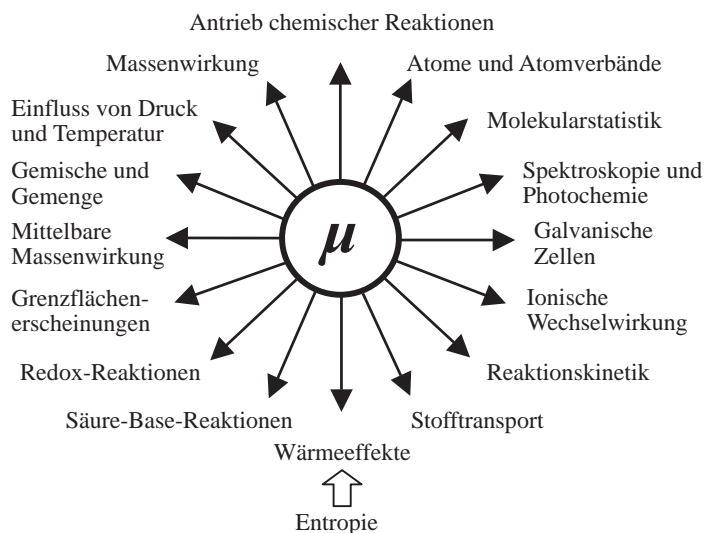 Antrieb chemischer Reaktionen
Massenwirkung
Atome und Atomverbände
Einfluss von Druck
und Temperatur
Molekularstatistik
Gemische und
Gemenge
Spektroskopie und
Photochemie
Mittelbare
Massenwirkung
μ
Galvanische
Zellen
Grenzflächen-
erscheinungen
Ionische
Wechselwirkung
Redox-Reaktionen
Reaktionskinetik
Säure-Base-Reaktionen
Stofftransport
Wärmeeffekte
Entropie